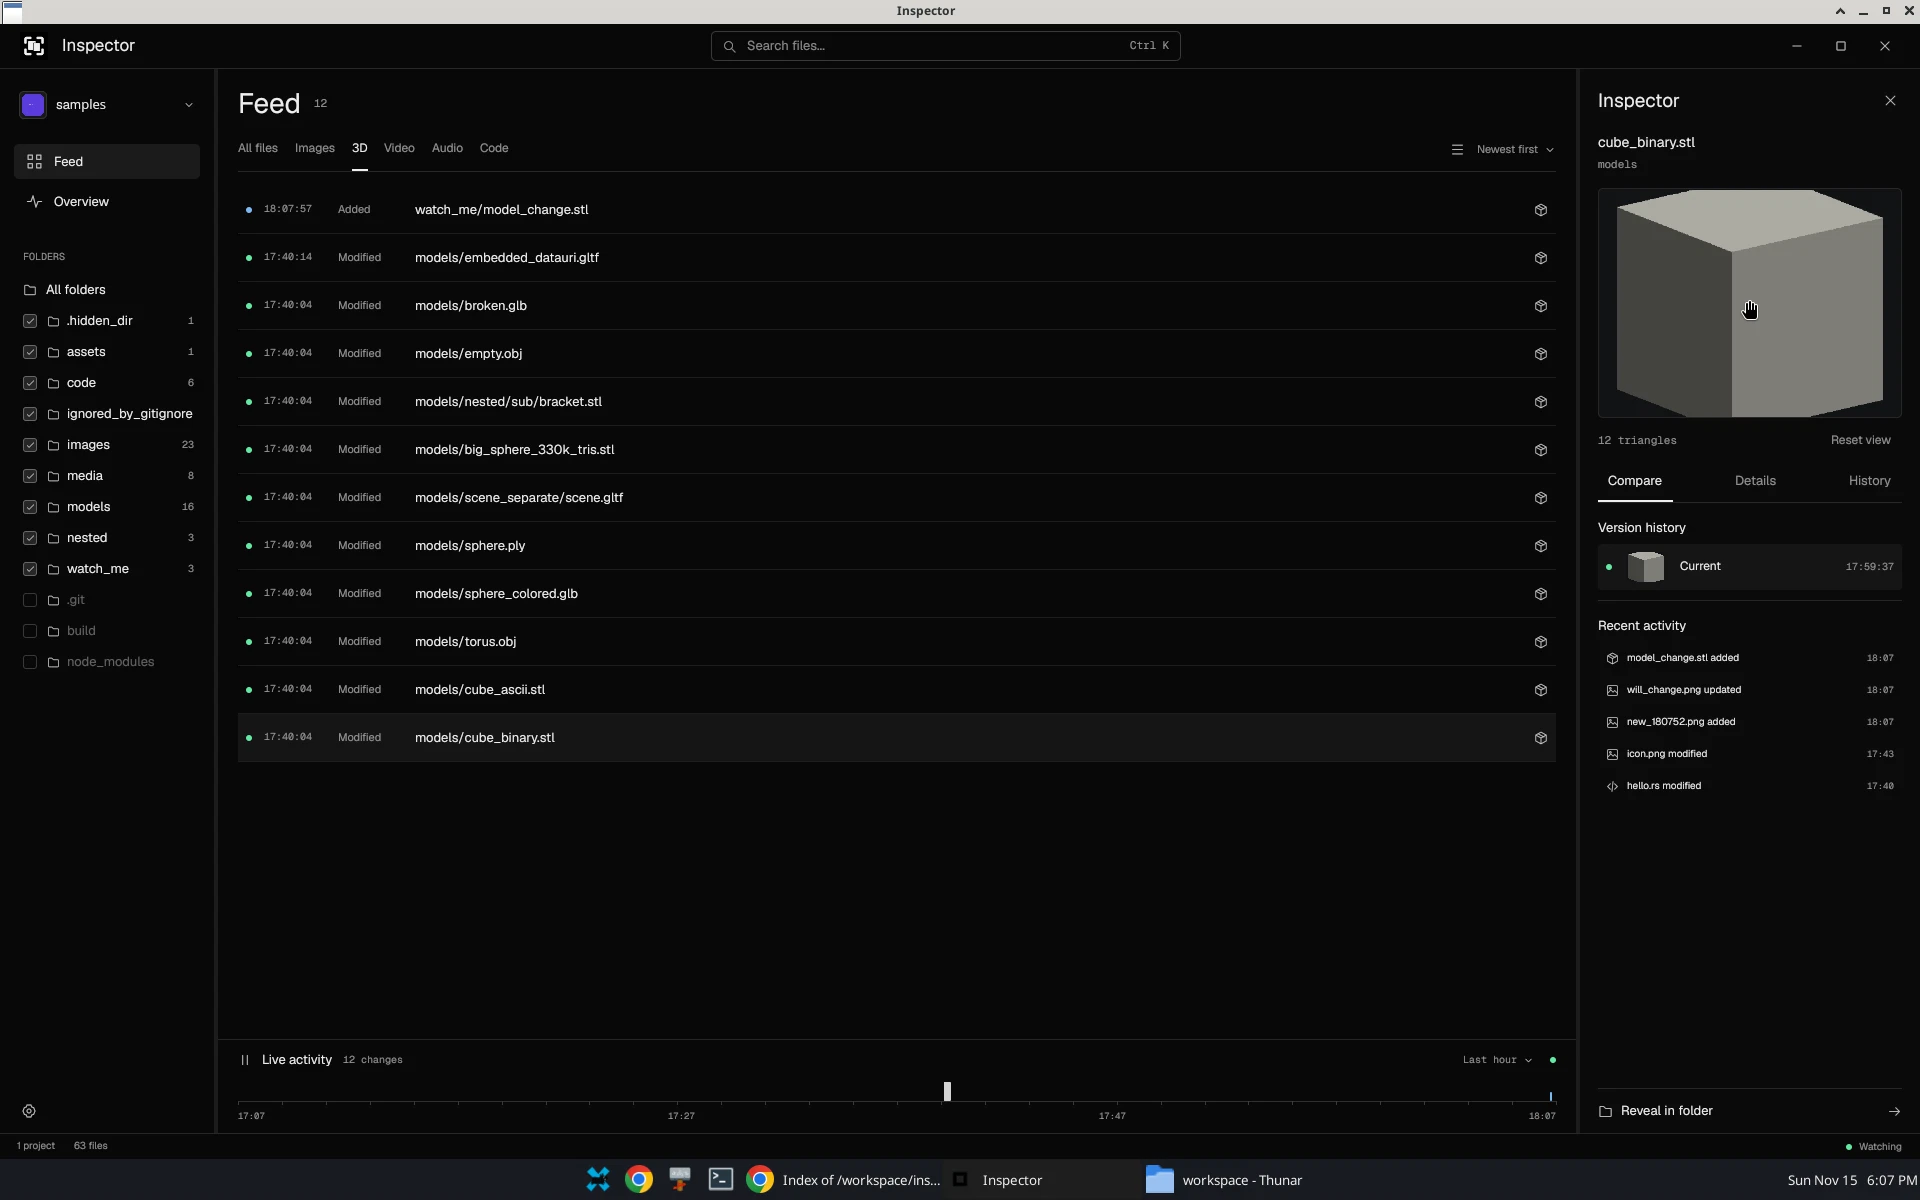 Inspector
Inspector
Search files...
Ctrl K
samples
Feed
Overview
FOLDERS
All folders
.hidden_dir 1
assets 1
code 6
ignored_by_gitignore
images 23
media 8
models 16
nested 3
watch_me 3
.git
build
node_modules
Feed 12
All files Images 3D Video Audio Code
Newest first
18:07:57 Added watch_me/model_change.stl
17:40:14 Modified models/embedded_datauri.gltf
17:40:04 Modified models/broken.glb
17:40:04 Modified models/empty.obj
17:40:04 Modified models/nested/sub/bracket.stl
17:40:04 Modified models/big_sphere_330k_tris.stl
17:40:04 Modified models/scene_separate/scene.gltf
17:40:04 Modified models/sphere.ply
17:40:04 Modified models/sphere_colored.glb
17:40:04 Modified models/torus.obj
17:40:04 Modified models/cube_ascii.stl
17:40:04 Modified models/cube_binary.stl
Live activity 12 changes
Last hour
17:07 17:27 17:47 18:07
Inspector
cube_binary.stl
models
12 triangles
Reset view
Compare Details History
Version history
Current 17:59:37
Recent activity
model_change.stl added 18:07
will_change.png updated 18:07
new_180752.png added 18:07
icon.png modified 17:43
hello.rs modified 17:40
Reveal in folder
1 project 63 files
Watching
Index of /workspace/ins...
Inspector
workspace - Thunar
Sun Nov 15 6:07 PM